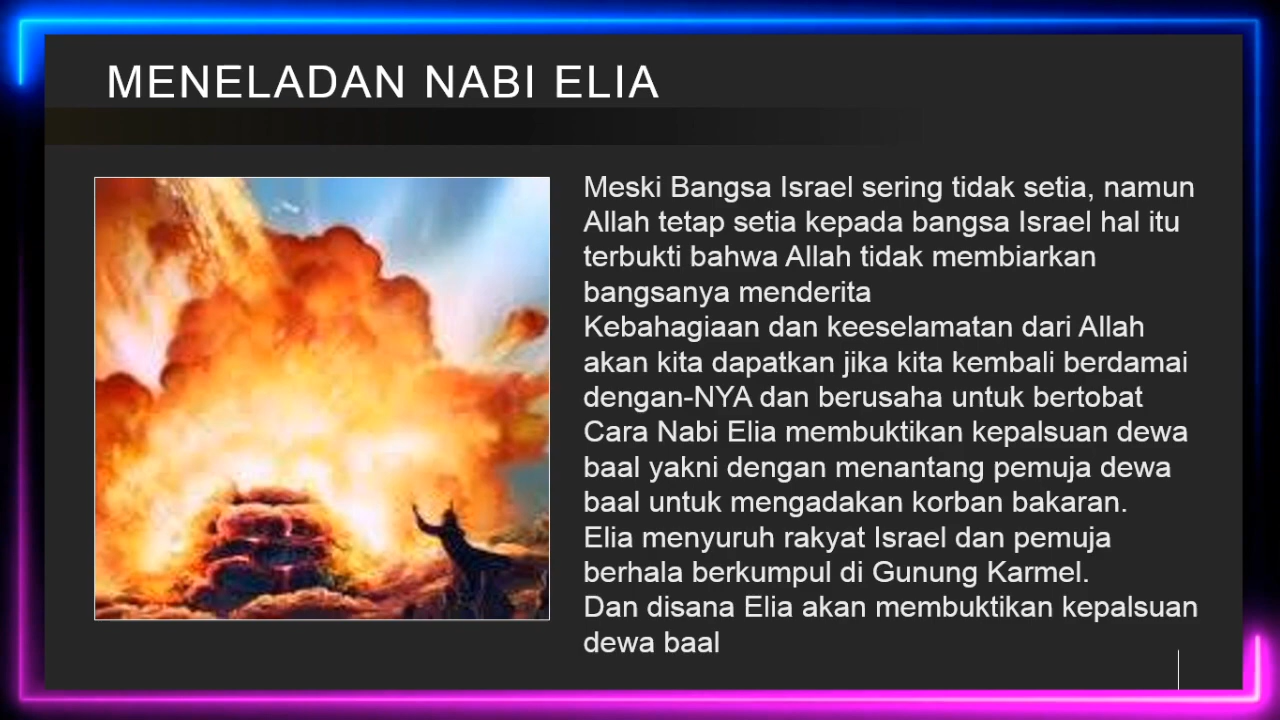 MENELADAN NABI ELIA
Meski Bangsa Israel sering tidak setia, namun
Allah tetap setia kepada bangsa Israel hal itu
terbukti bahwa Allah tidak membiarkan
bangsanya menderita
Kebahagiaan dan keeselamatan dari Allah
akan kita dapatkan jika kita kembali berdamai
dengan-NYA dan berusaha untuk bertobat
Cara Nabi Elia membuktikan kepalsuan dewa
baal yakni dengan menantang pemuja dewa
baal untuk mengadakan korban bakaran.
Elia menyuruh rakyat Israel dan pemuja
berhala berkumpul di Gunung Karmel.
Dan disana Elia akan membuktikan kepalsuan
dewa baal